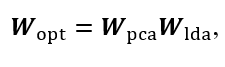 W_opt = W_pca W_lda,